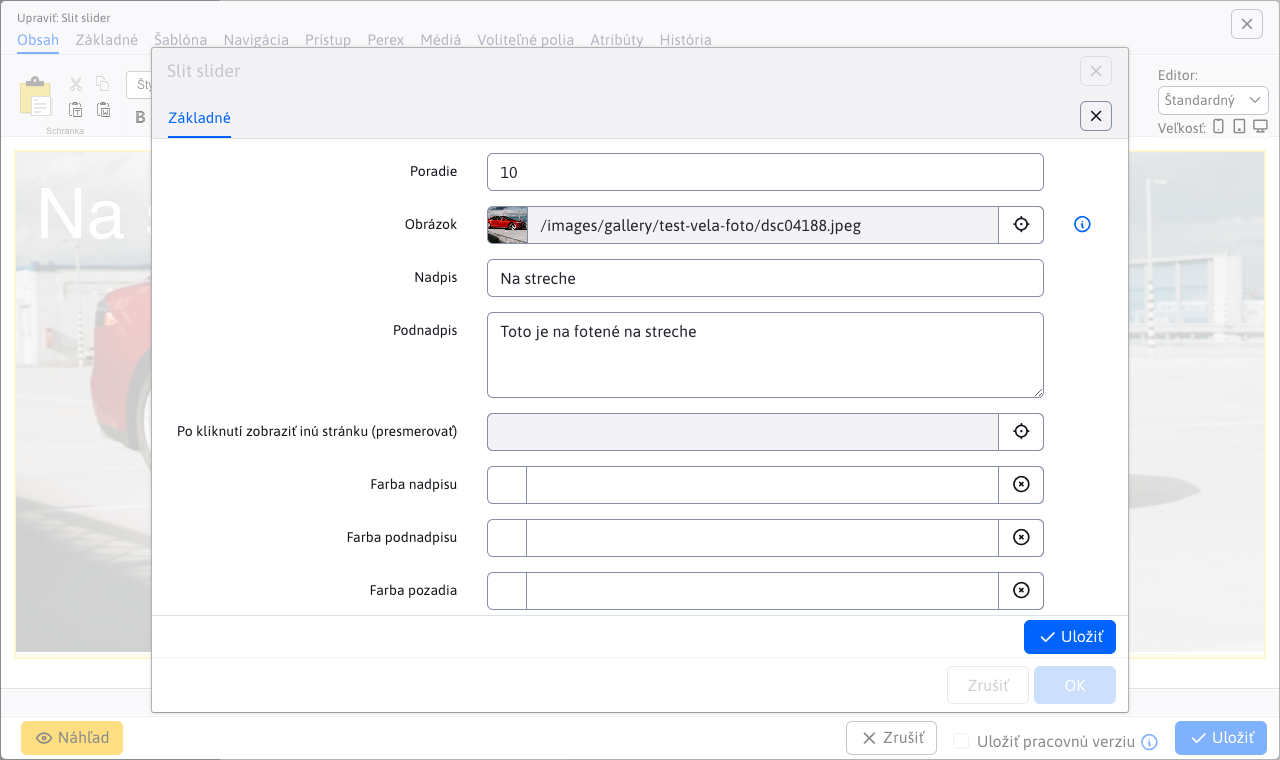 Upraviť: Slit slider
Obsah Základné Šablóna Navigácia Prístup Perex Médiá Voliteľné polia Atribúty História
Slit slider
Editor:
Štandardný
Veľkosť:
Schránka
B
Na
Základné
Poradie 10
Obrázok /images/gallery/test-vela-foto/dsc04188.jpeg
Nadpis Na streche
Podnadpis Toto je na fotené na streche
Po kliknutí zobraziť inú stránku (presmerovať)
Farba nadpisu
Farba podnadpisu
Farba pozadia
Uložiť
Zrušiť OK
Náhľad Zrušiť Uložiť pracovnú verziu Uložiť